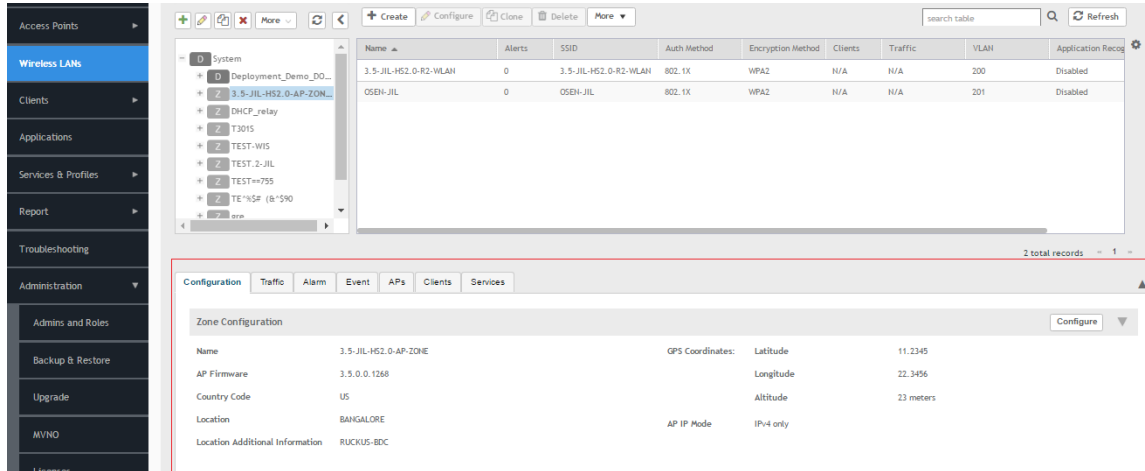 Access Points
Wireless LANs
Clients
Applications
Services & Profiles
Report
Troubleshooting
Administration
Admins and Roles
Backup & Restore
Upgrade
MVNO
Licenses
More
Create Configure Clone Delete More
search table
Refresh
D System
D Deployment_Demo_DO...
Z 3.5-JIL-HS2.0-AP-ZON...
Z DHCP_relay
Z T301S
Z TEST-WIS
Z TEST.2-JIL
Z TEST==755
Z TE^%$# (&^$90
Z gre
Name Alerts SSID Auth Method Encryption Method Clients Traffic VLAN Application Recog
3.5-JIL-HS2.0-R2-WLAN 0 3.5-JIL-HS2.0-R2-WLAN 802.1X WPA2 N/A N/A 200 Disabled
OSEN-JIL 0 OSEN-JIL 802.1X WPA2 N/A N/A 201 Disabled
2 total records 1
Configuration Traffic Alarm Event APs Clients Services
Zone Configuration
Configure
Name 3.5-JIL-HS2.0-AP-ZONE
AP Firmware 3.5.0.0.1268
Country Code US
Location BANGALORE
Location Additional Information RUCKUS-BDC
GPS Coordinates: Latitude 11.2345
Longitude 22.3456
Altitude 23 meters
AP IP Mode IPv4 only